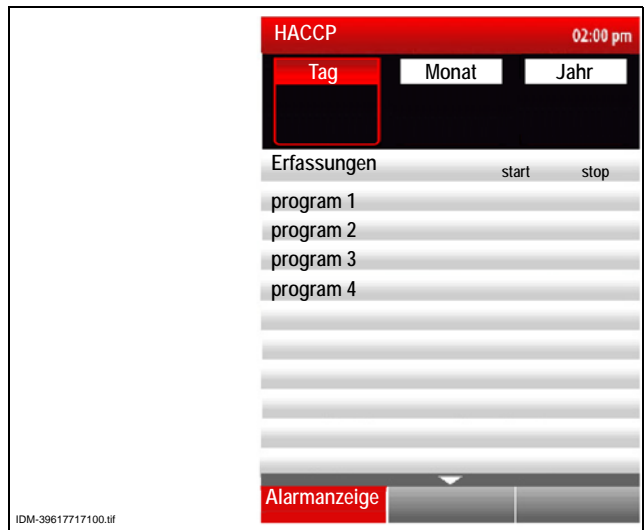 HACCP 02:00 pm
Tag Monat Jahr
Erfassungen start stop
program 1
program 2
program 3
program 4
Alarmanzeige
IDM-39617717100.tif